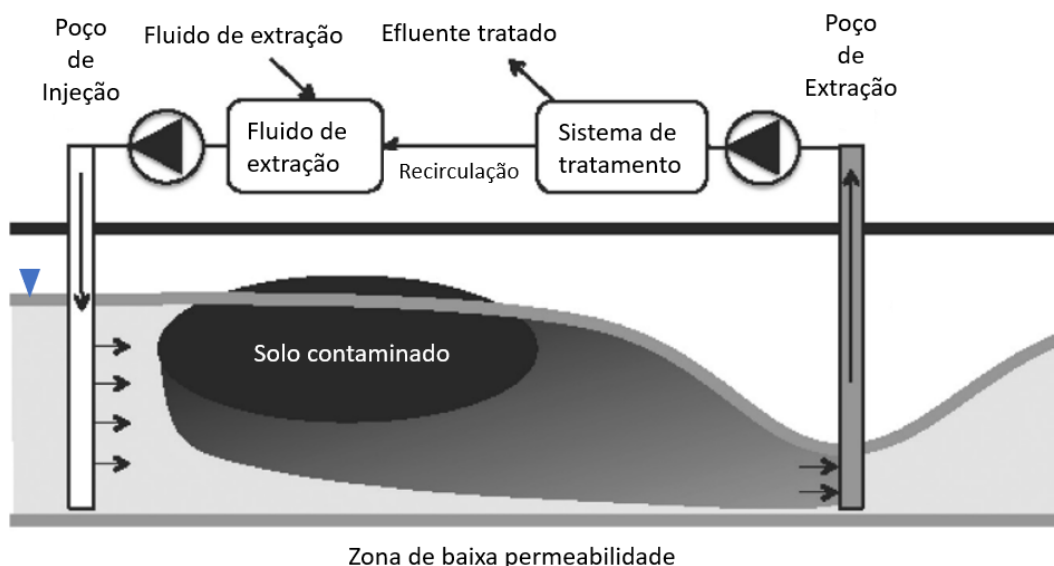 Poço
de
Injeção
Fluido de extração
Efluente tratado
Poço
de
Extração
Fluido de
extração
Recirculação
Sistema de
tratamento
Solo contaminado
Zona de baixa permeabilidade